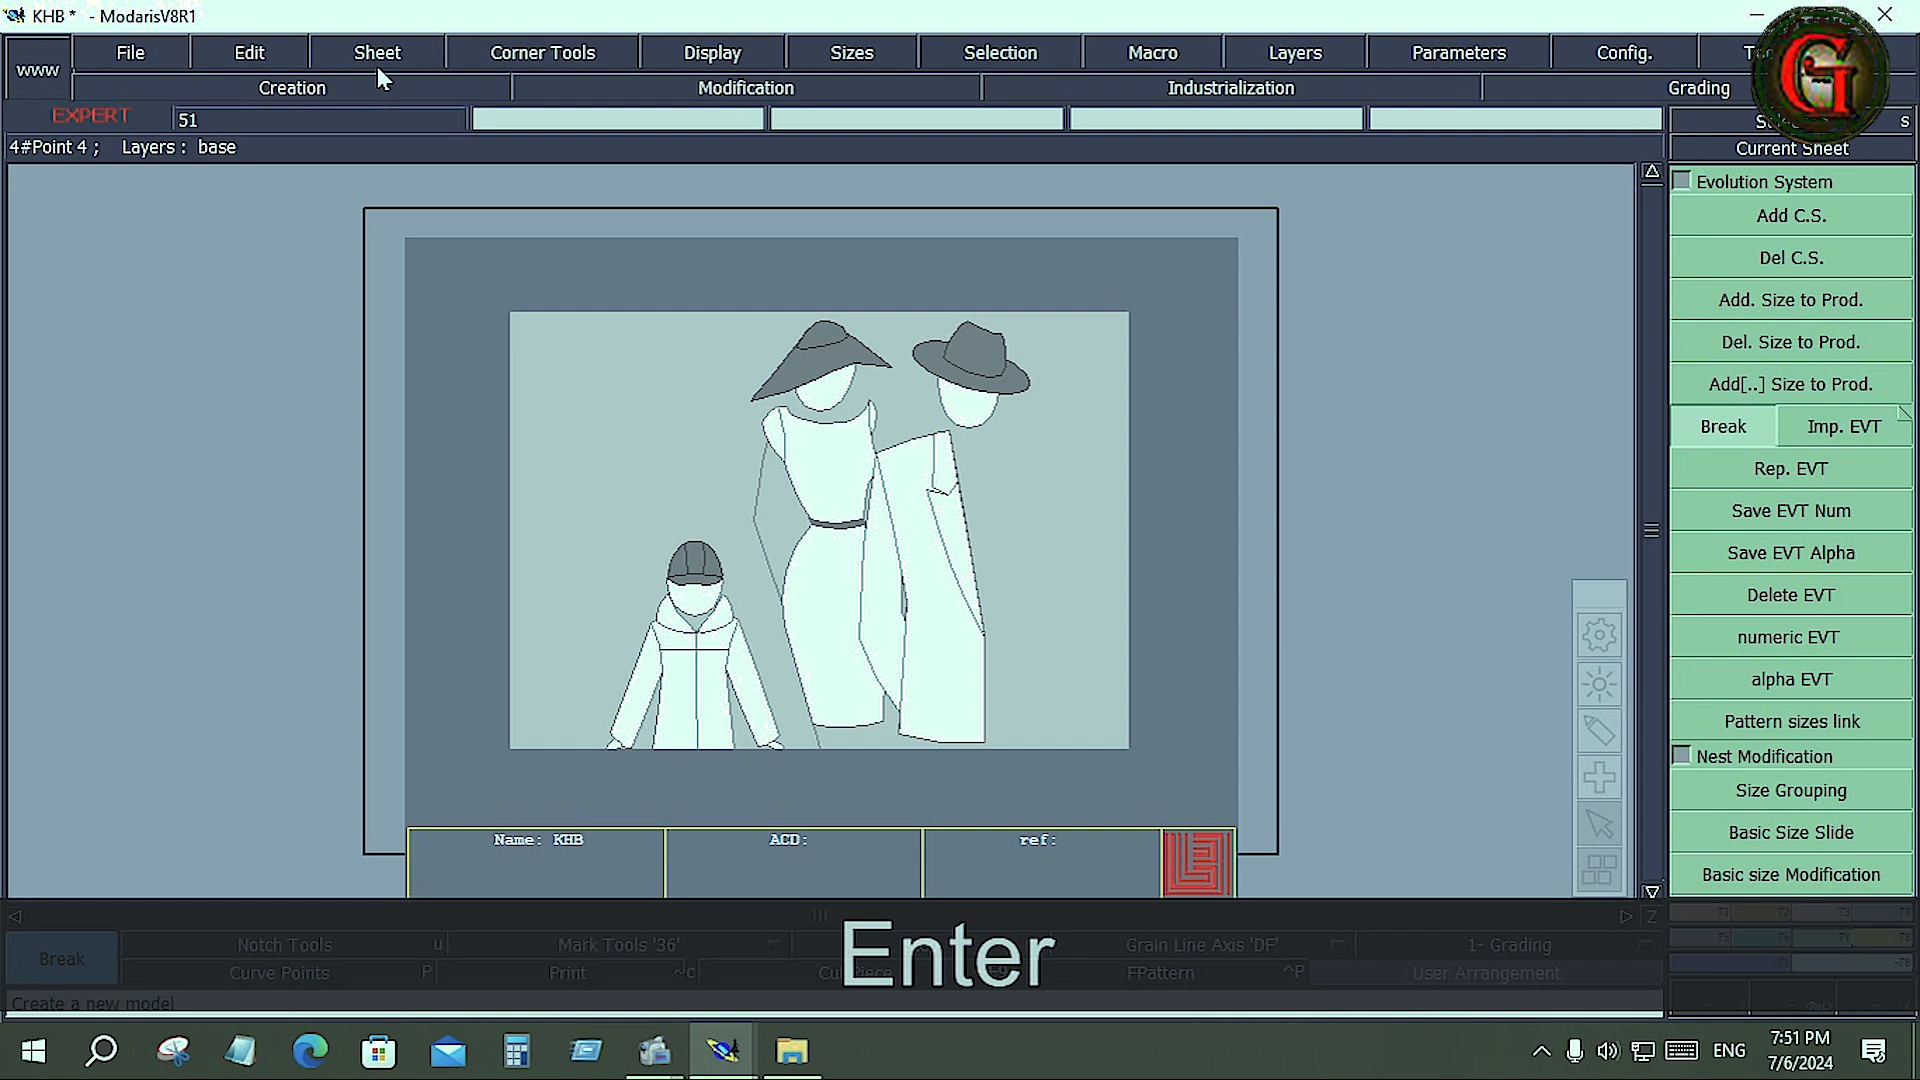 KHB * - ModarisV8R1
www
File Edit Sheet Corner Tools Display Sizes Selection Macro Layers Parameters Config.
Creation Modification Industrialization Grading
EXPERT 51
4#Point 4 ; Layers : base
G
S
Current Sheet
Evolution System
Add C.S.
Del C.S.
Add. Size to Prod.
Del. Size to Prod.
Add[..] Size to Prod.
Break Imp. EVT
Rep. EVT
Save EVT Num
Save EVT Alpha
Delete EVT
numeric EVT
alpha EVT
Pattern sizes link
Nest Modification
Size Grouping
Basic Size Slide
Basic size Modification
Name: KHB ACD: ref:
Z
Break
Notch Tools u Mark Tools '36' Grain Line Axis 'DF' 1- Grading
Curve Points P Print ~c FPattern ^P User Arrangement
Create a new model
Enter
ENG
7:51 PM
7/6/2024